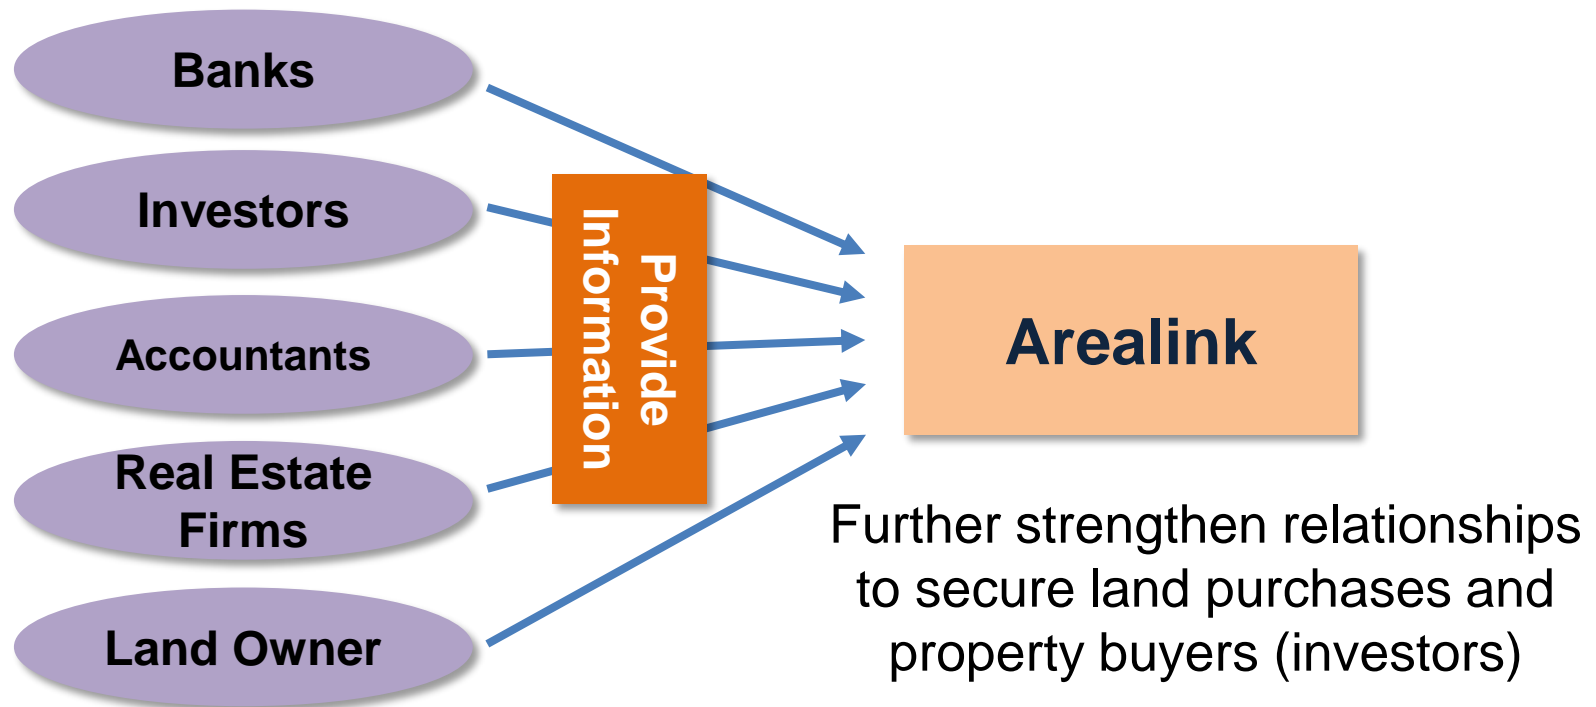 Banks
Investors
Accountants
Real Estate
Firms
Land Owner
Provide
Information
Arealink
Further strengthen relationships
to secure land purchases and
property buyers (investors)